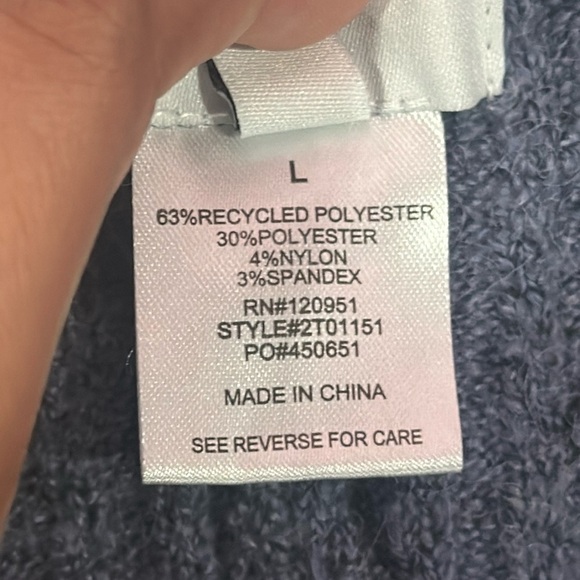 L
63%RECYCLED POLYESTER
30%POLYESTER
4%NYLON
3%SPANDEX
RN#120951
STYLE#2T01151
PO#450651
MADE IN CHINA
SEE REVERSE FOR CARE